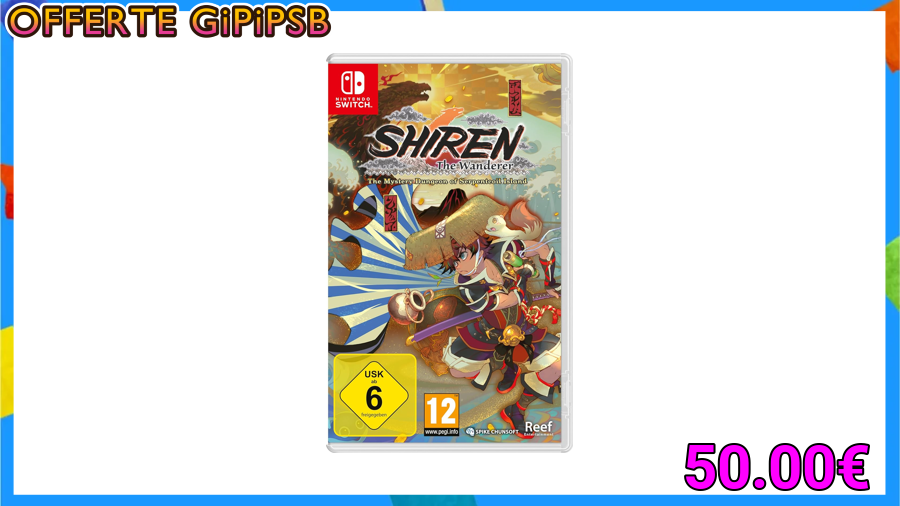 OFFERTE GiPiPSB
NINTENDO
SWITCH
SHIREN
The Wanderer
The Mystery Dungeon of Serpentcoil Island
USK
ab
6
freigegeben
12
www.pegi.info
SPIKE CHUNSOFT
Reef
Entertainment
50.00€